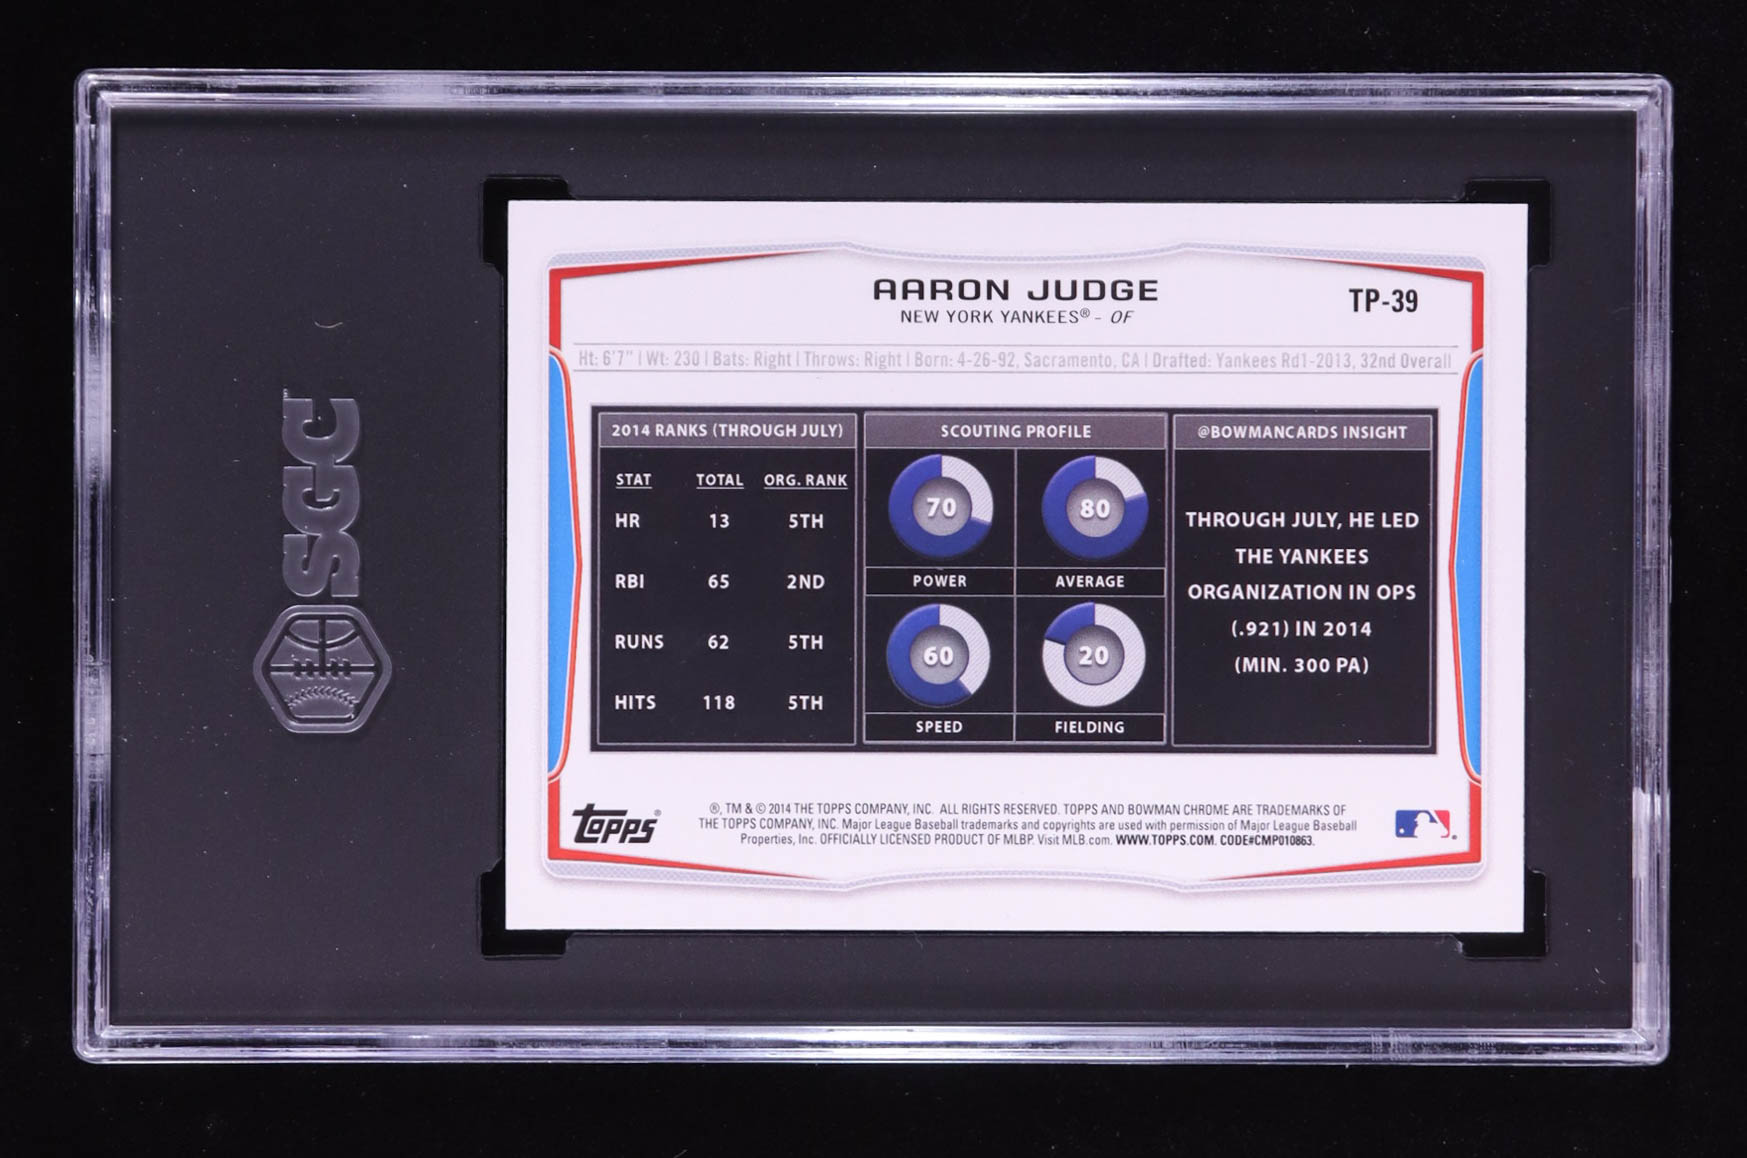 SGC
AARON JUDGE
NEW YORK YANKEES® - OF
TP-39
Ht: 6'7" | Wt: 230 | Bats: Right | Throws: Right | Born: 4-26-92, Sacramento, CA | Drafted: Yankees Rd1-2013, 32nd Overall
2014 RANKS (THROUGH JULY)
STAT TOTAL ORG. RANK
HR 13 5TH
RBI 65 2ND
RUNS 62 5TH
HITS 118 5TH
SCOUTING PROFILE
70 80
POWER AVERAGE
60 20
SPEED FIELDING
@BOWMANCARDS INSIGHT
THROUGH JULY, HE LED
THE YANKEES
ORGANIZATION IN OPS
(.921) IN 2014
(MIN. 300 PA)
topps®
®, TM & © 2014 THE TOPPS COMPANY, INC. ALL RIGHTS RESERVED. TOPPS AND BOWMAN CHROME ARE TRADEMARKS OF
THE TOPPS COMPANY, INC. Major League Baseball trademarks and copyrights are used with permission of Major League Baseball
Properties, Inc. OFFICIALLY LICENSED PRODUCT OF MLBP. Visit MLB.com. WWW.TOPPS.COM. CODE#CMP010863.